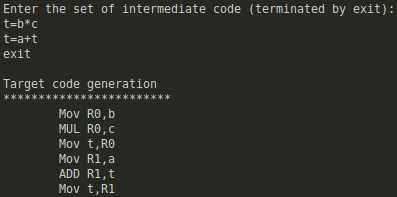 Enter the set of intermediate code (terminated by exit):
t=b*c
t=a+t
exit

Target code generation
************************
Mov R0,b
MUL R0,c
Mov t,R0
Mov R1,a
ADD R1,t
Mov t,R1